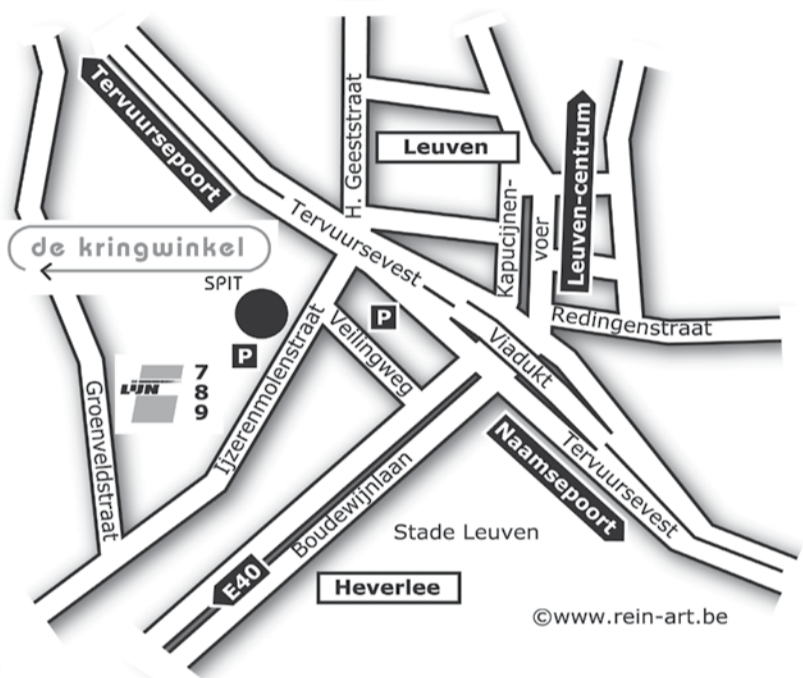 Tervuursepoort
H. Geeststraat
Leuven
Leuven-centrum
Kapucijnen-
voer
Tervuursevest
de kringwinkel
SPIT
P
P
Veilingweg
Viadukt
Redingenstraat
LIJN
7
8
9
Groenveldstraat
Ijzerenmolenstraat
Boudewijnlaan
Naamsepoort
Tervuursevest
Stade Leuven
E40
Heverlee
©www.rein-art.be